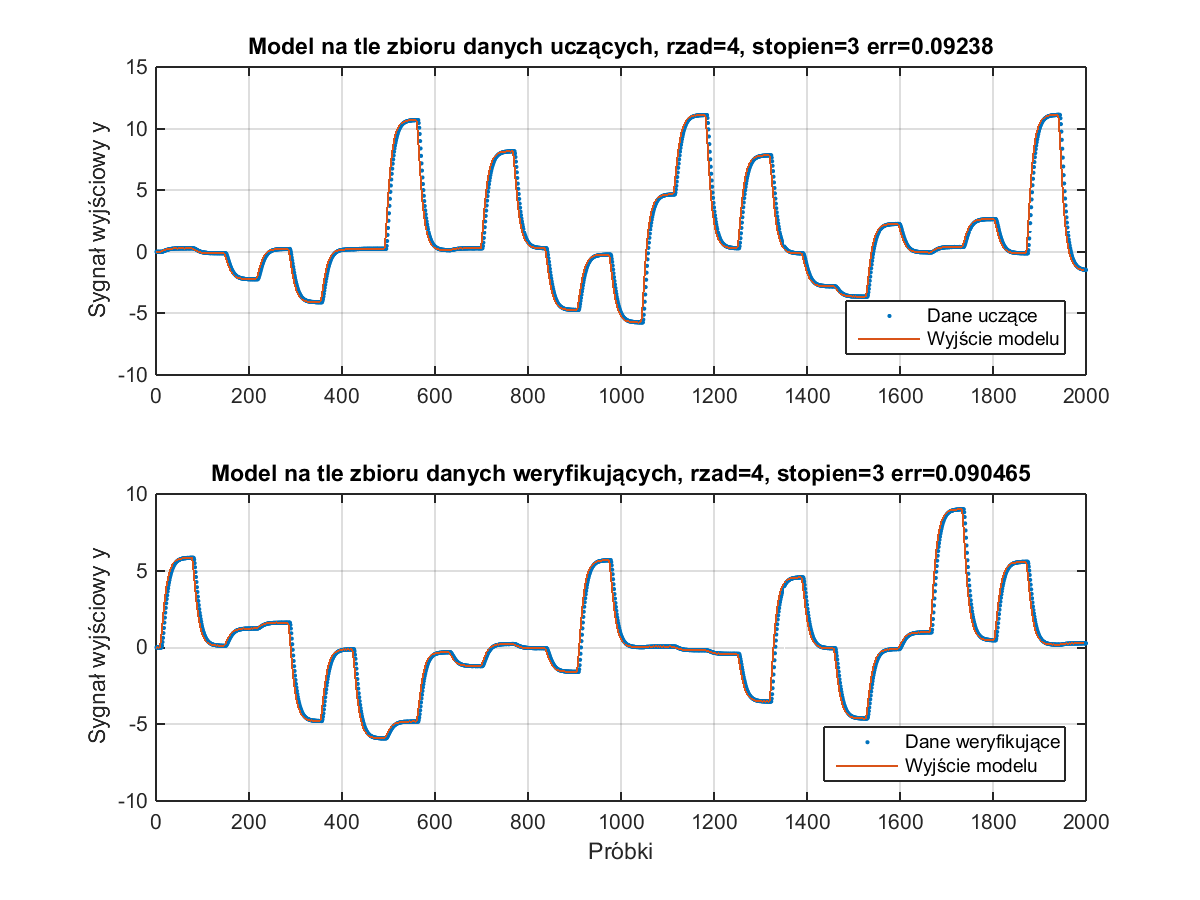 Model na tle zbioru danych uczących, rzad=4, stopien=3 err=0.09238
Sygnał wyjściowy y
15
10
5
0
-5
-10
0 200 400 600 800 1000 1200 1400 1600 1800 2000
Dane uczące
Wyjście modelu
Model na tle zbioru danych weryfikujących, rzad=4, stopien=3 err=0.090465
Sygnał wyjściowy y
10
5
0
-5
-10
0 200 400 600 800 1000 1200 1400 1600 1800 2000
Dane weryfikujące
Wyjście modelu
Próbki